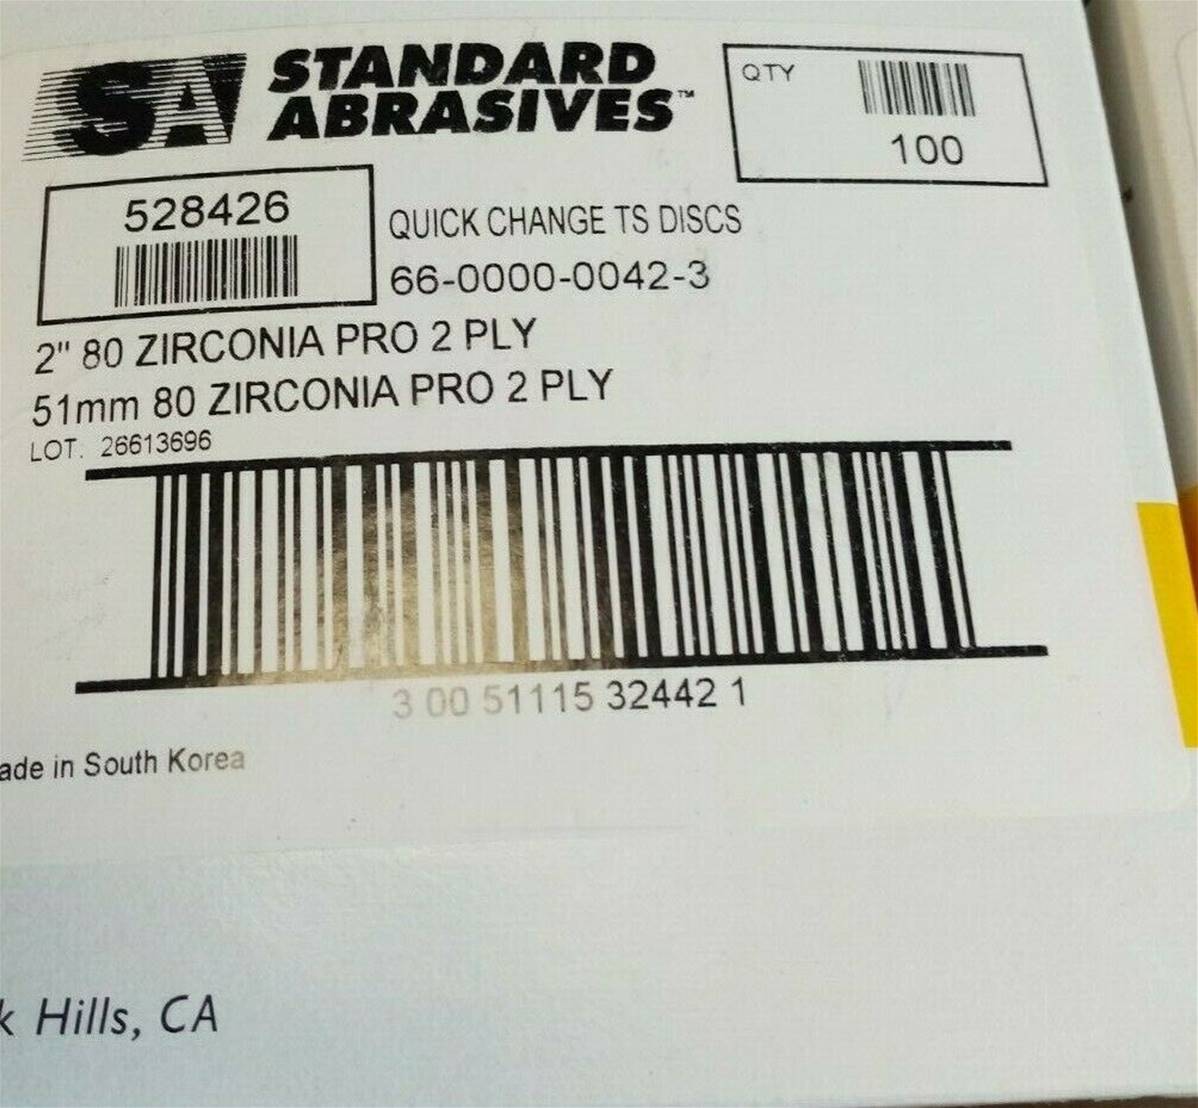 SA STANDARD
ABRASIVES™
QTY
100
528426
QUICK CHANGE TS DISCS
66-0000-0042-3
2" 80 ZIRCONIA PRO 2 PLY
51mm 80 ZIRCONIA PRO 2 PLY
LOT. 26613696
3 00 51115 32442 1
ade in South Korea
k Hills, CA